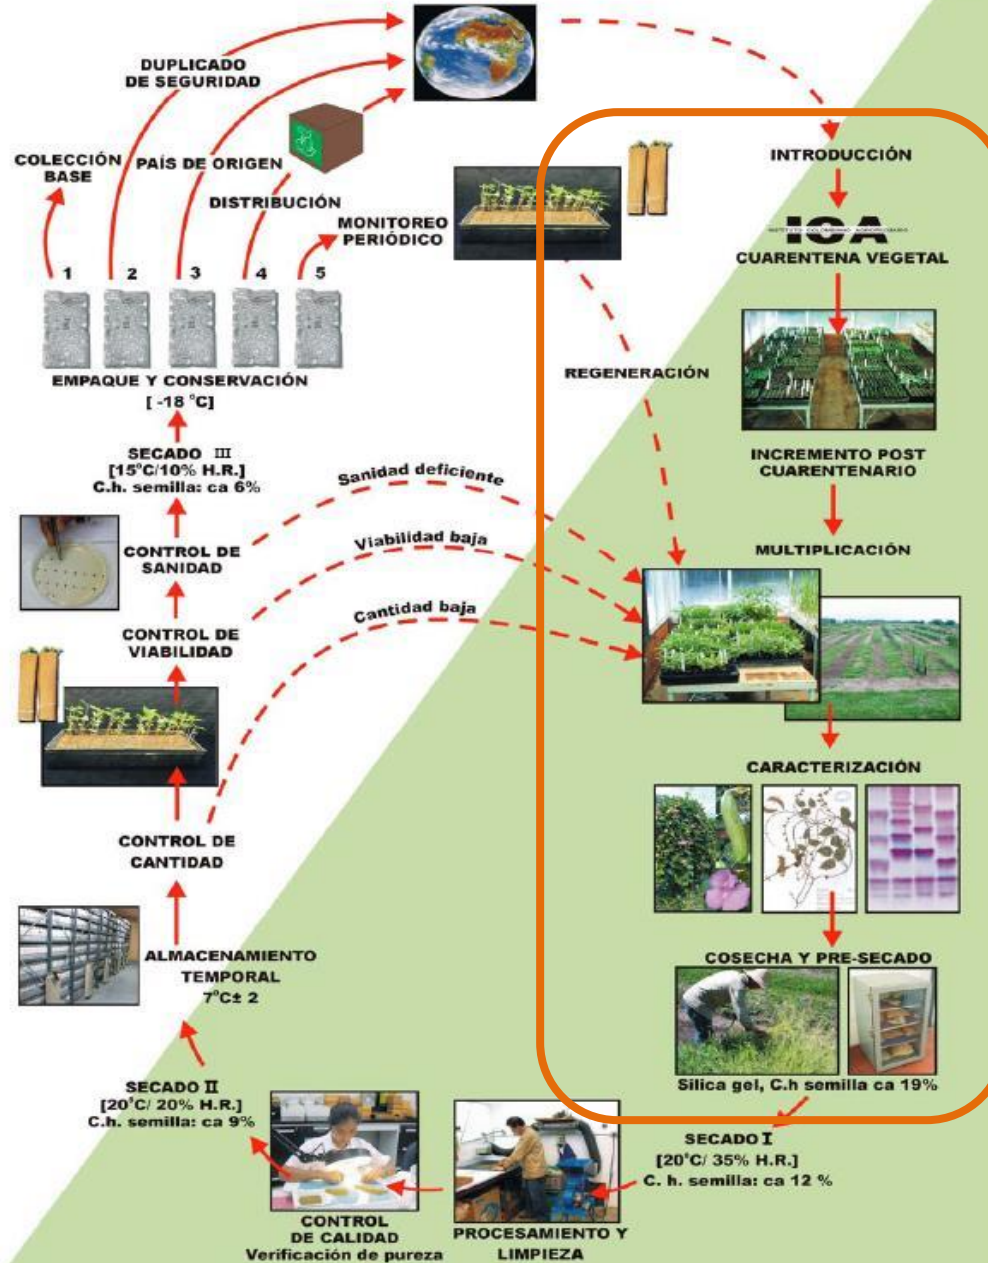 DUPLICADO
DE SEGURIDAD
COLECCIÓN
BASE
PAÍS DE ORIGEN
DISTRIBUCIÓN
MONITOREO
PERIÓDICO
1 2 3 4 5
EMPAQUE Y CONSERVACIÓN
[ -18 °C]
SECADO III
[15°C/10% H.R.]
C.h. semilla: ca 6%
CONTROL DE
SANIDAD
CONTROL DE
VIABILIDAD
CONTROL DE
CANTIDAD
ALMACENAMIENTO
TEMPORAL
7°C± 2
SECADO II
[20°C/ 20% H.R.]
C.h. semilla: ca 9%
CONTROL
DE CALIDAD
Verificación de pureza
PROCESAMIENTO Y
LIMPIEZA
SECADO I
[20°C/ 35% H.R.]
C. h. semilla: ca 12 %
Sanidad deficiente
Viabilidad baja
Cantidad baja
REGENERACIÓN
INTRODUCCIÓN
ICA
INSTITUTO COLOMBIANO AGROPECUARIO
CUARENTENA VEGETAL
INCREMENTO POST
CUARENTENARIO
MULTIPLICACIÓN
CARACTERIZACIÓN
COSECHA Y PRE-SECADO
Silica gel, C.h semilla ca 19%